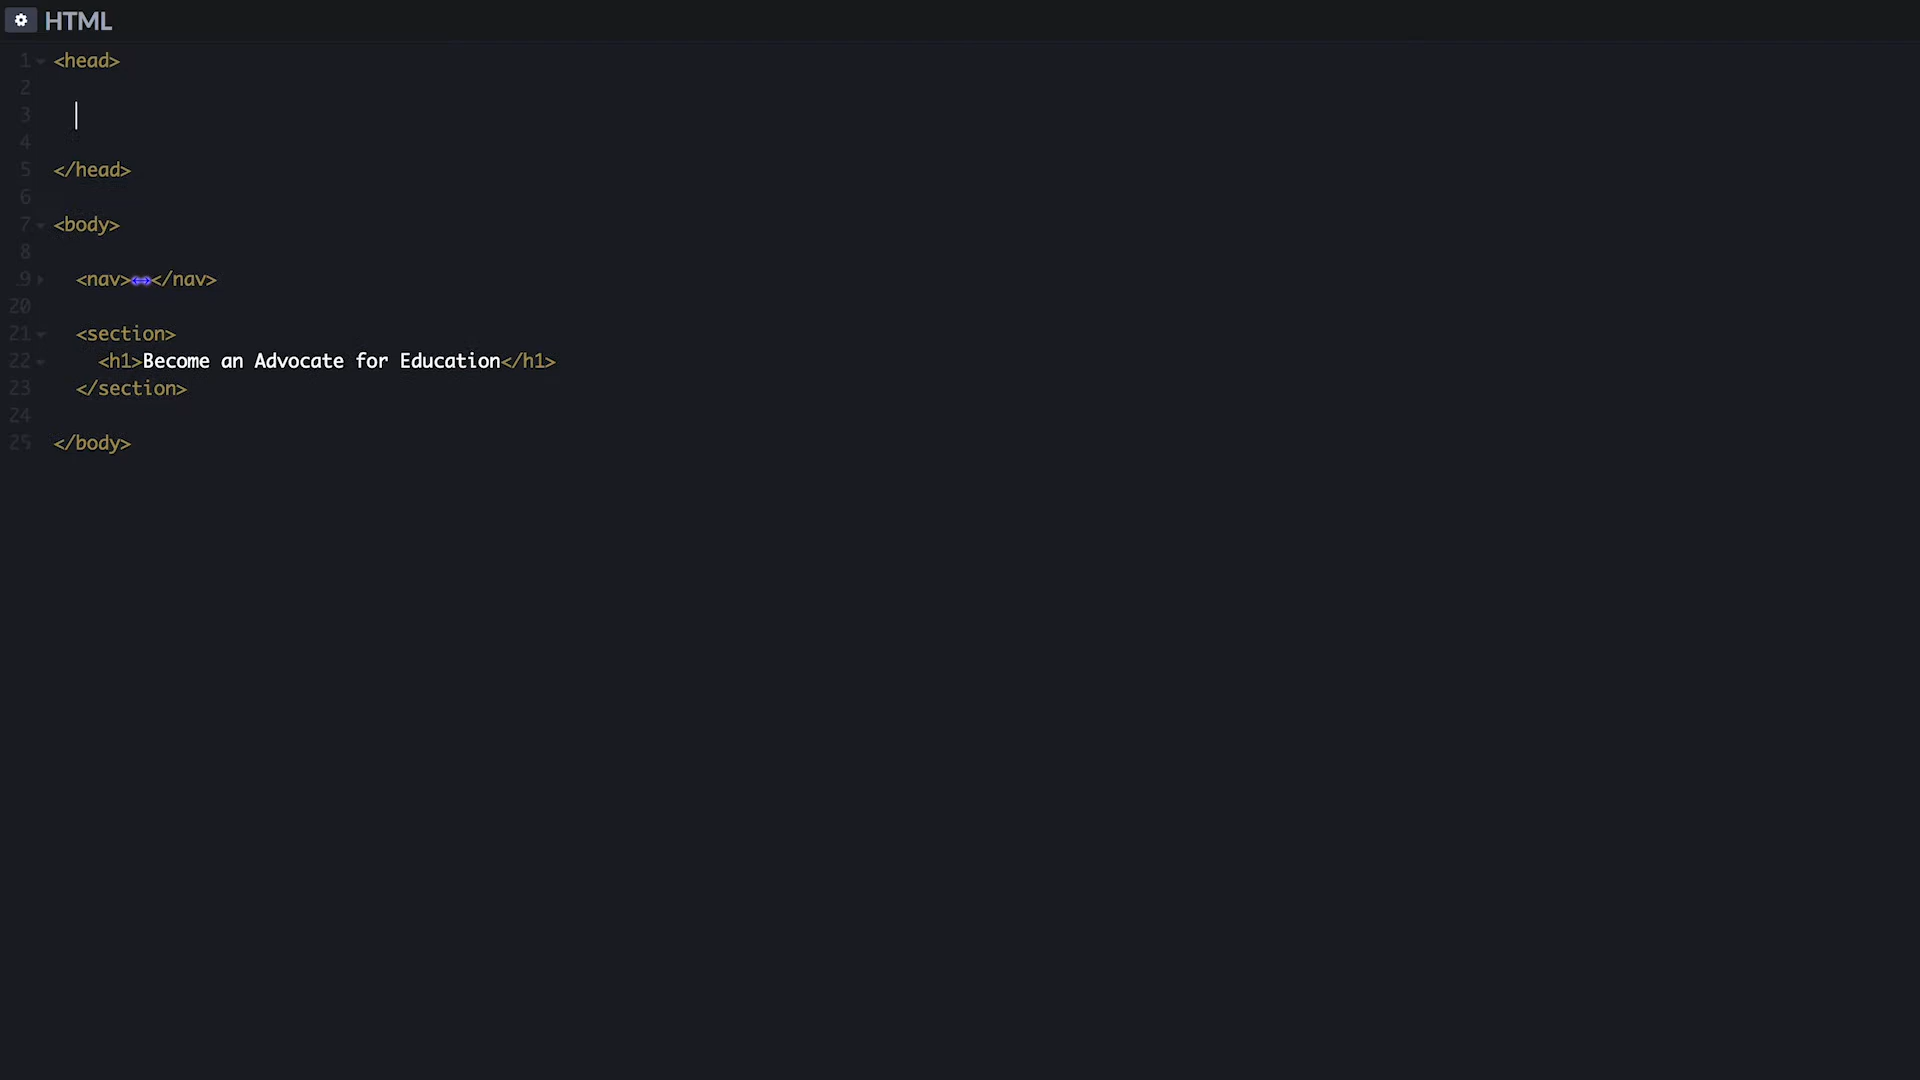 HTML
1 <head>
2
3
4
5 </head>
6
7 <body>
8
9 <nav>↔</nav>
20
21 <section>
22 <h1>Become an Advocate for Education</h1>
23 </section>
24
25 </body>